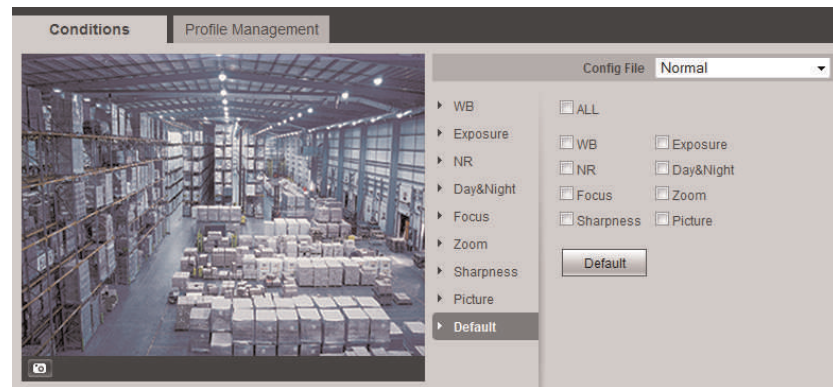 Conditions
Profile Management
Config File Normal
WB
Exposure
NR
Day&Night
Focus
Zoom
Sharpness
Picture
Default
ALL
WB Exposure
NR Day&Night
Focus Zoom
Sharpness Picture
Default